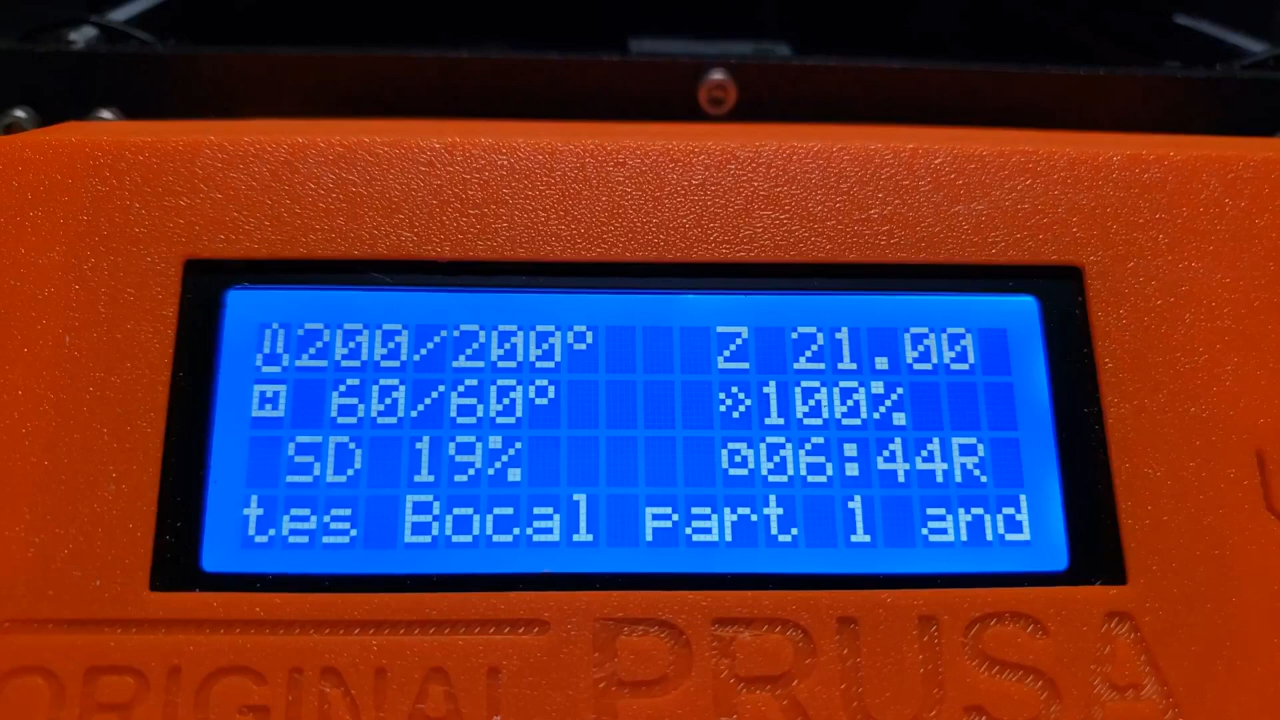 200/200° Z 21.00
60/60° 100%
SD 19% 06:44R
tes Bocal part 1 and
ORIGINAL PRUSA